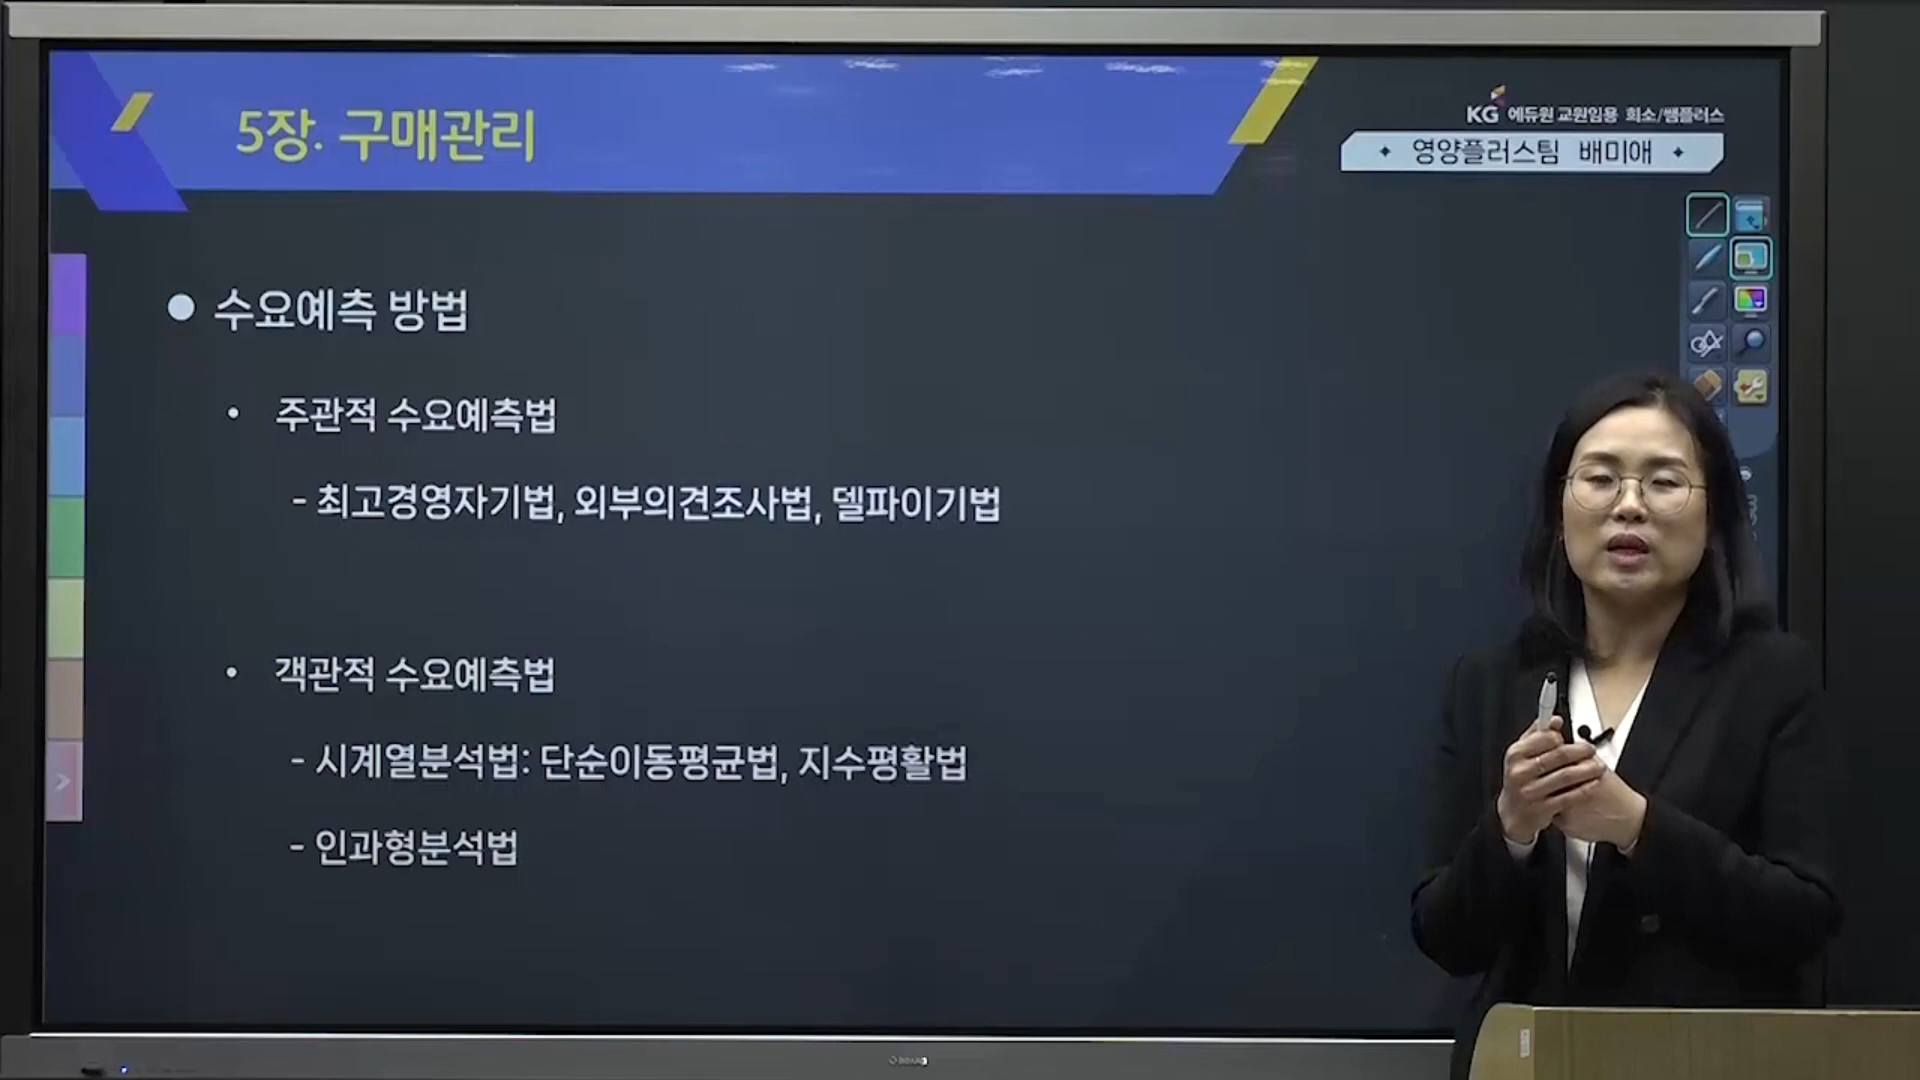 5장. 구매관리
KG 에듀원 교원임용 희소/쌤플러스
영양플러스팀 배미애
● 수요예측 방법
• 주관적 수요예측법
- 최고경영자기법, 외부의견조사법, 델파이기법
• 객관적 수요예측법
- 시계열분석법: 단순이동평균법, 지수평활법
- 인과형분석법